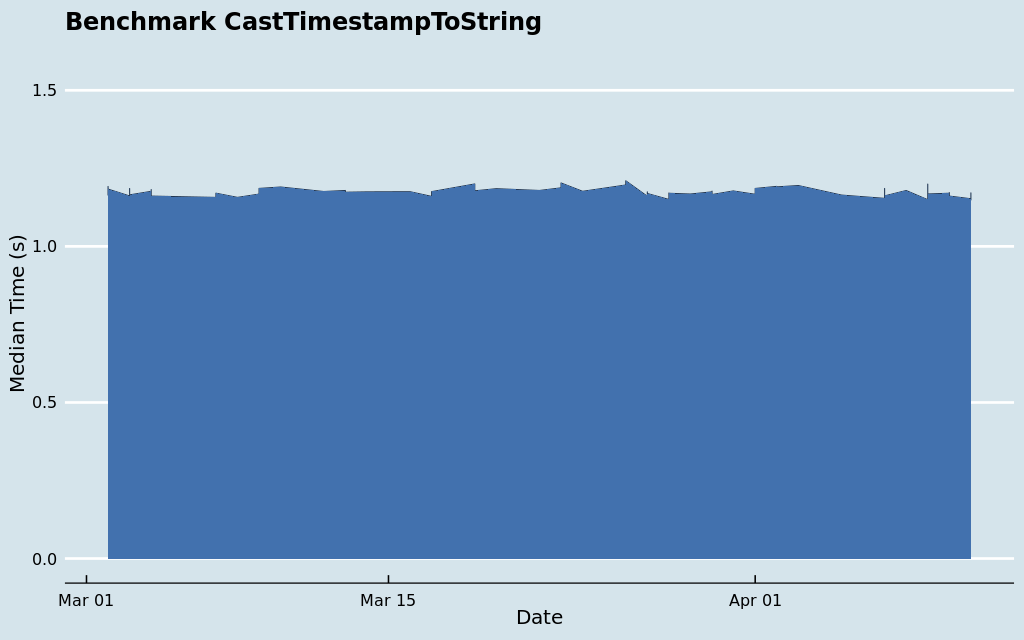 Benchmark CastTimestampToString
Median Time (s)
1.5
1.0
0.5
0.0
Mar 01
Mar 15
Apr 01
Date